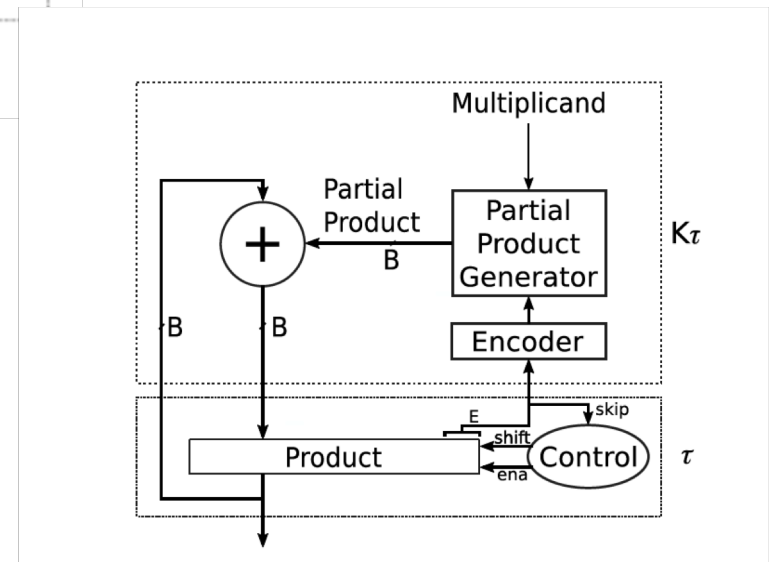 Multiplicand
Partial
Product
B
Partial
Product
Generator
Kτ
B
B
Encoder
E
skip
shift
Product
Control
τ
ena
+